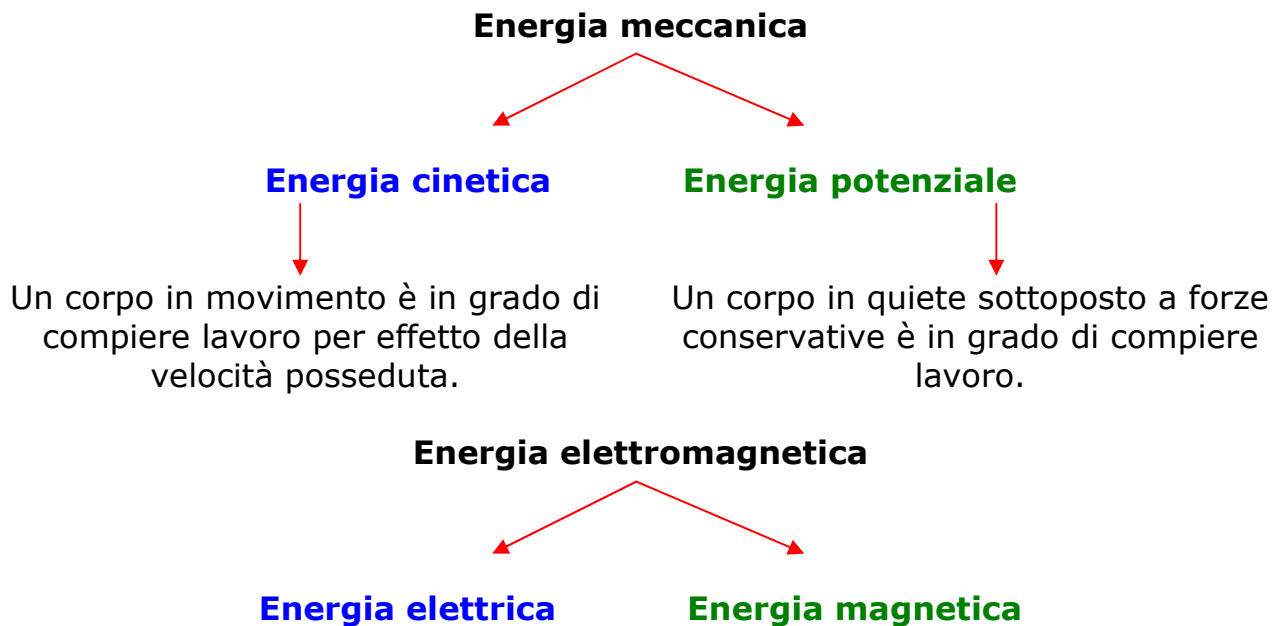 Energia meccanica
Energia cinetica
Energia potenziale
Un corpo in movimento è in grado di
compiere lavoro per effetto della
velocità posseduta.
Un corpo in quiete sottoposto a forze
conservative è in grado di compiere
lavoro.
Energia elettromagnetica
Energia elettrica
Energia magnetica